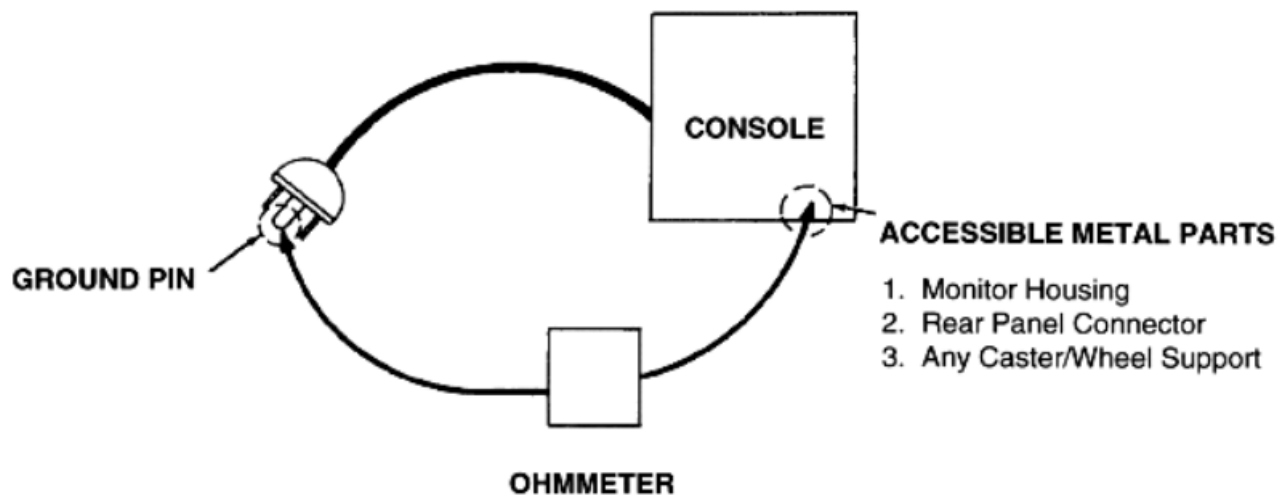 CONSOLE
GROUND PIN
ACCESSIBLE METAL PARTS
1. Monitor Housing
2. Rear Panel Connector
3. Any Caster/Wheel Support
OHMMETER